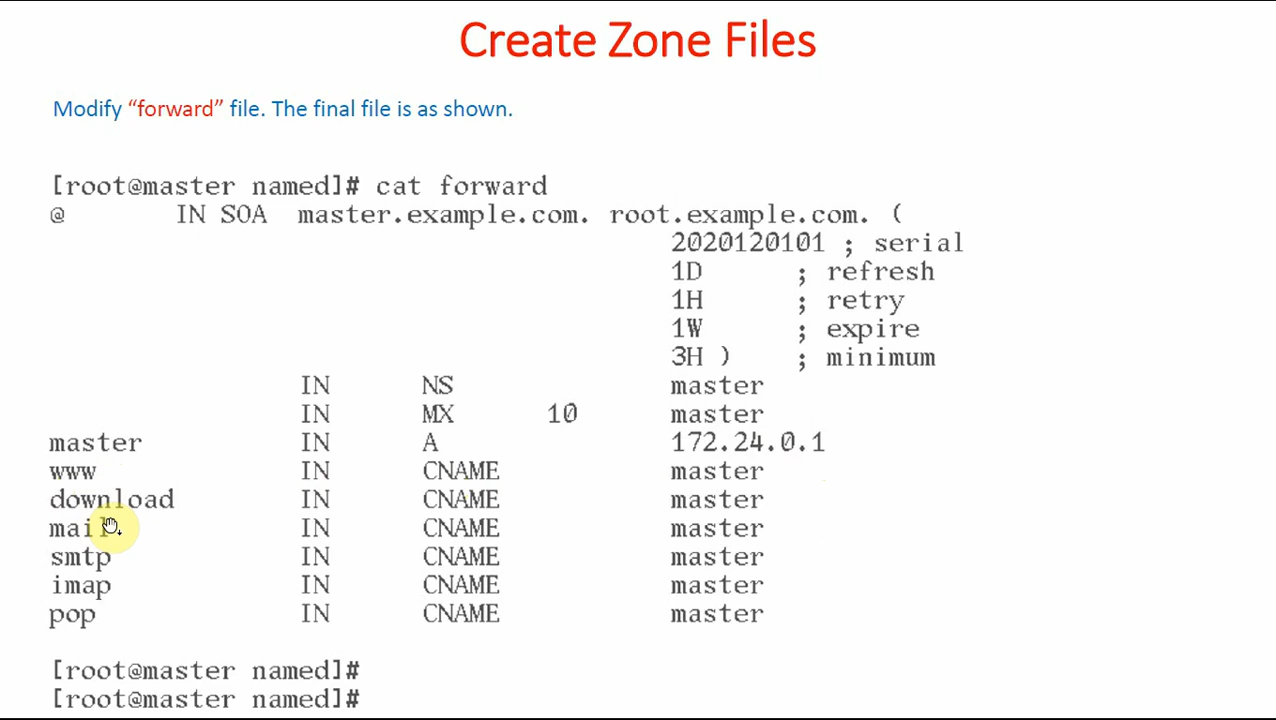 Create Zone Files
Modify “forward” file. The final file is as shown.
[root@master named]# cat forward
@ IN SOA master.example.com. root.example.com. (
2020120101 ; serial
1D ; refresh
1H ; retry
1W ; expire
3H ) ; minimum
IN NS master
IN MX 10 master
master IN A 172.24.0.1
www IN CNAME master
download IN CNAME master
mail IN CNAME master
smtp IN CNAME master
imap IN CNAME master
pop IN CNAME master
[root@master named]#
[root@master named]#